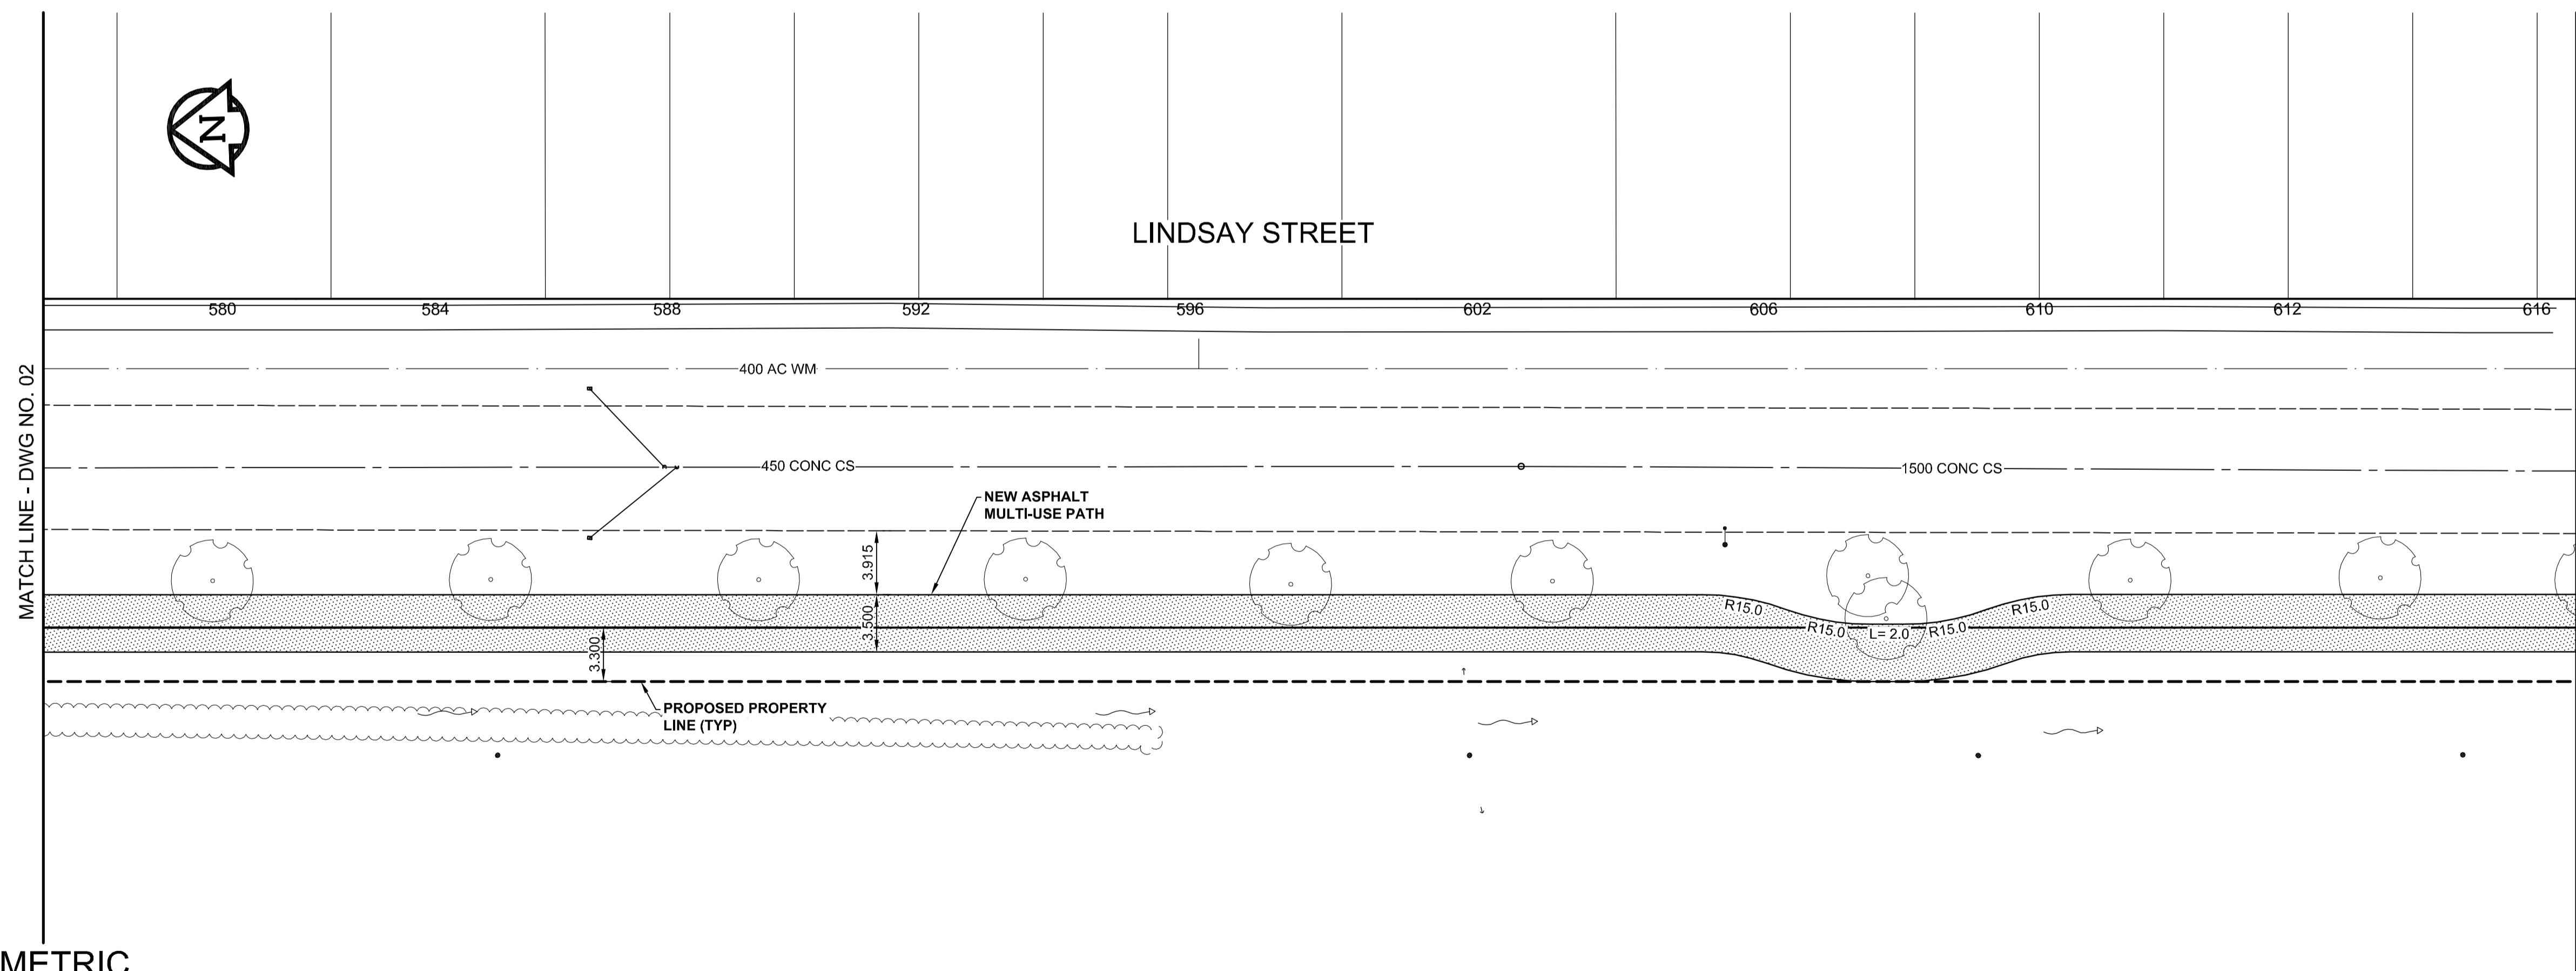 N
LINDSAY STREET
580 584 588 592 596 602 606 610 612 616
MATCH LINE - DWG NO. 02
400 AC WM
450 CONC CS
1500 CONC CS
NEW ASPHALT
MULTI-USE PATH
3.915
3.500
3.300
R15.0
R15.0
L= 2.0
R15.0
R15.0
PROPOSED PROPERTY
LINE (TYP)
METRIC